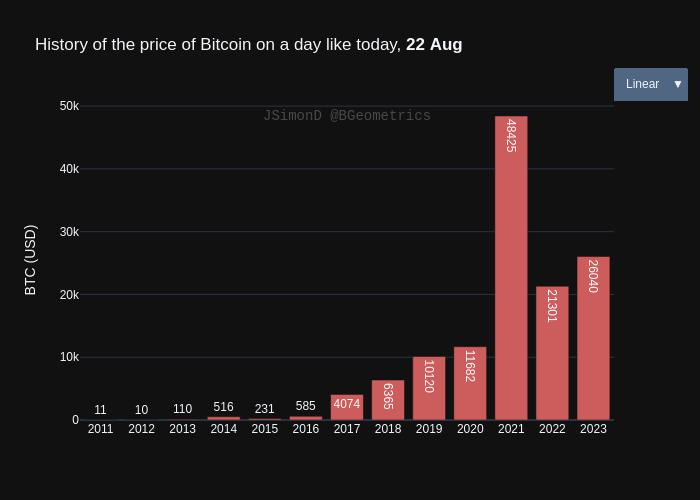 History of the price of Bitcoin on a day like today, 22 Aug
Linear ▼
JSimonD @BGeometrics
BTC (USD)
50k
40k
30k
20k
10k
0
11
10
110
516
231
585
4074
6365
10120
11682
48425
21301
26040
2011 2012 2013 2014 2015 2016 2017 2018 2019 2020 2021 2022 2023